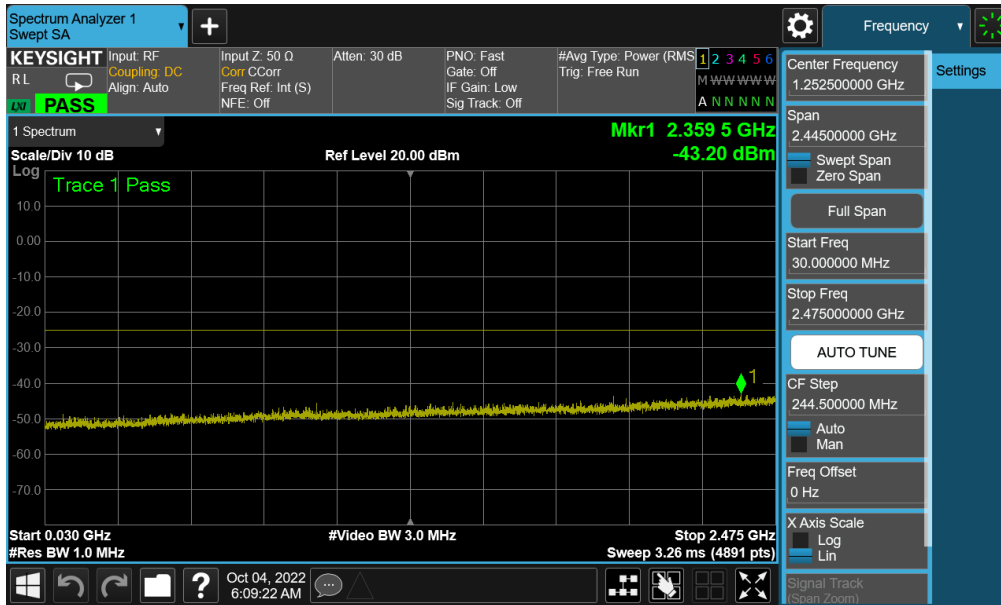 Spectrum Analyzer 1
Swept SA
+
Frequency
KEYSIGHT
R L
LXI
PASS
Input: RF
Coupling: DC
Align: Auto
Input Z: 50 Ω
Corr CCorr
Freq Ref: Int (S)
NFE: Off
Atten: 30 dB
PNO: Fast
Gate: Off
IF Gain: Low
Sig Track: Off
#Avg Type: Power (RMS
Trig: Free Run
1 2 3 4 5 6
M W W W W W
A N N N N N
1 Spectrum
Mkr1 2.359 5 GHz
Scale/Div 10 dB
Ref Level 20.00 dBm
-43.20 dBm
Log
Trace 1 Pass
10.0
0.00
-10.0
-20.0
-30.0
-40.0
1
-50.0
-60.0
-70.0
Start 0.030 GHz
#Video BW 3.0 MHz
Stop 2.475 GHz
#Res BW 1.0 MHz
Sweep 3.26 ms (4891 pts)
?
Oct 04, 2022
6:09:22 AM
Center Frequency
1.252500000 GHz
Settings
Span
2.44500000 GHz
Swept Span
Zero Span
Full Span
Start Freq
30.000000 MHz
Stop Freq
2.475000000 GHz
AUTO TUNE
CF Step
244.500000 MHz
Auto
Man
Freq Offset
0 Hz
X Axis Scale
Log
Lin
Signal Track
(Span Zoom)